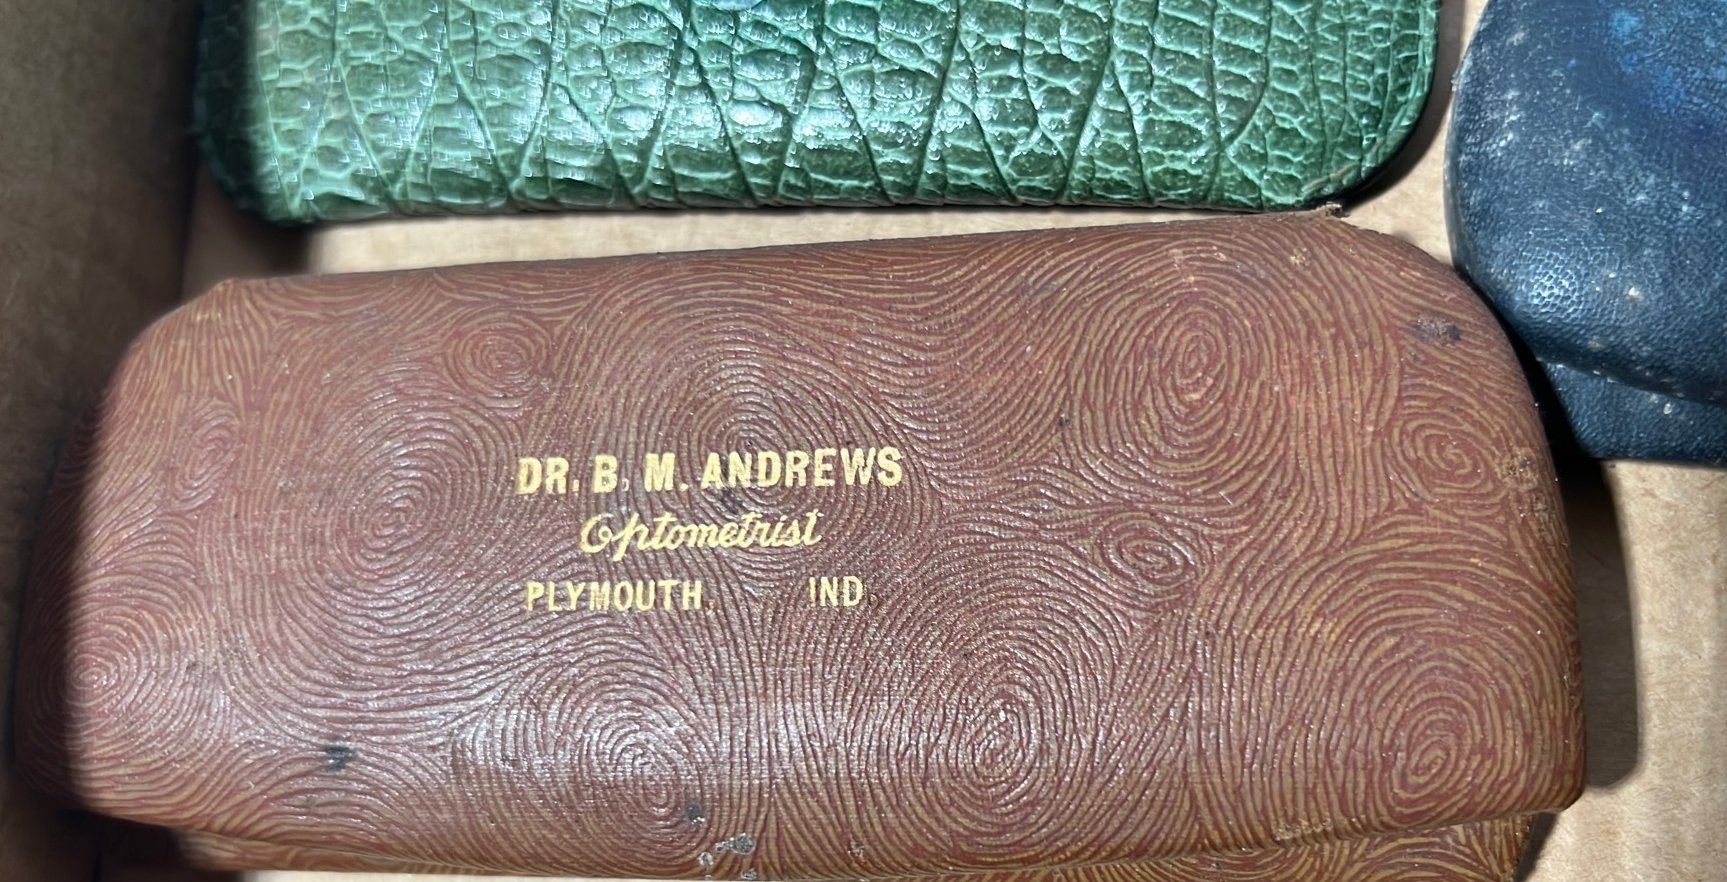 DR. B. M. ANDREWS
Optometrist
PLYMOUTH, IND.